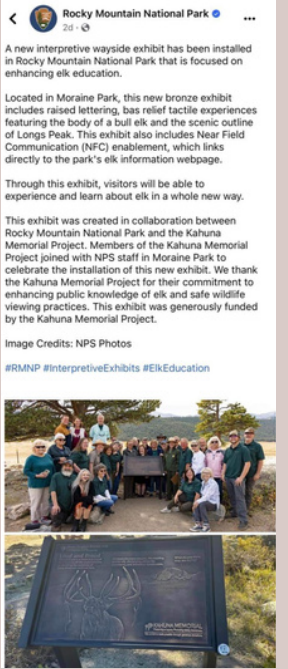 Rocky Mountain National Park
2d
A new interpretive wayside exhibit has been installed
in Rocky Mountain National Park that is focused on
enhancing elk education.
Located in Moraine Park, this new bronze exhibit
includes raised lettering, bas relief tactile experiences
featuring the body of a bull elk and the scenic outline
of Longs Peak. This exhibit also includes Near Field
Communication (NFC) enablement, which links
directly to the park's elk information webpage.
Through this exhibit, visitors will be able to
experience and learn about elk in a whole new way.
This exhibit was created in collaboration between
Rocky Mountain National Park and the Kahuna
Memorial Project. Members of the Kahuna Memorial
Project joined with NPS staff in Moraine Park to
celebrate the installation of this new exhibit. We thank
the Kahuna Memorial Project for their commitment to
enhancing public knowledge of elk and safe wildlife
viewing practices. This exhibit was generously funded
by the Kahuna Memorial Project.
Image Credits: NPS Photos
#RMNP #InterpretiveExhibits #ElkEducation
KAHUNA MEMORIAL